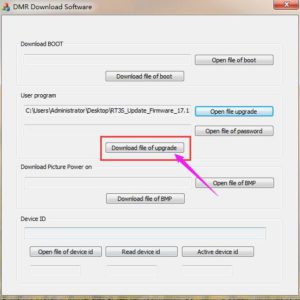 DMR Download Software
Download BOOT
Open file of boot
Download file of boot
User program
C:\Users\Administrator\Desktop\RT3S_Update_Firmware_17.1
Open file upgrade
Open file of password
Download file of upgrade
Download Picture Power on
Open file of BMP
Download file of BMP
Device ID
Open file of device id
Read device id
Active device id